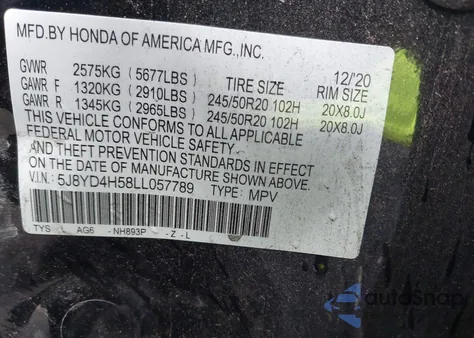 MFD.BY HONDA OF AMERICA MFG.,INC.
12/'20
GVWR 2575KG (5677LBS) TIRE SIZE RIM SIZE
GAWR F 1320KG (2910LBS) 245/50R20 102H 20X8.0J
GAWR R 1345KG (2965LBS) 245/50R20 102H 20X8.0J
THIS VEHICLE CONFORMS TO ALL APPLICABLE
FEDERAL MOTOR VEHICLE SAFETY
AND THEFT PREVENTION STANDARDS IN EFFECT
ON THE DATE OF MANUFACTURE SHOWN ABOVE.
V.I.N.: 5J8YD4H58LL057789 TYPE: MPV
TYS L AG6 -NH893P -Z-L
autoSnap